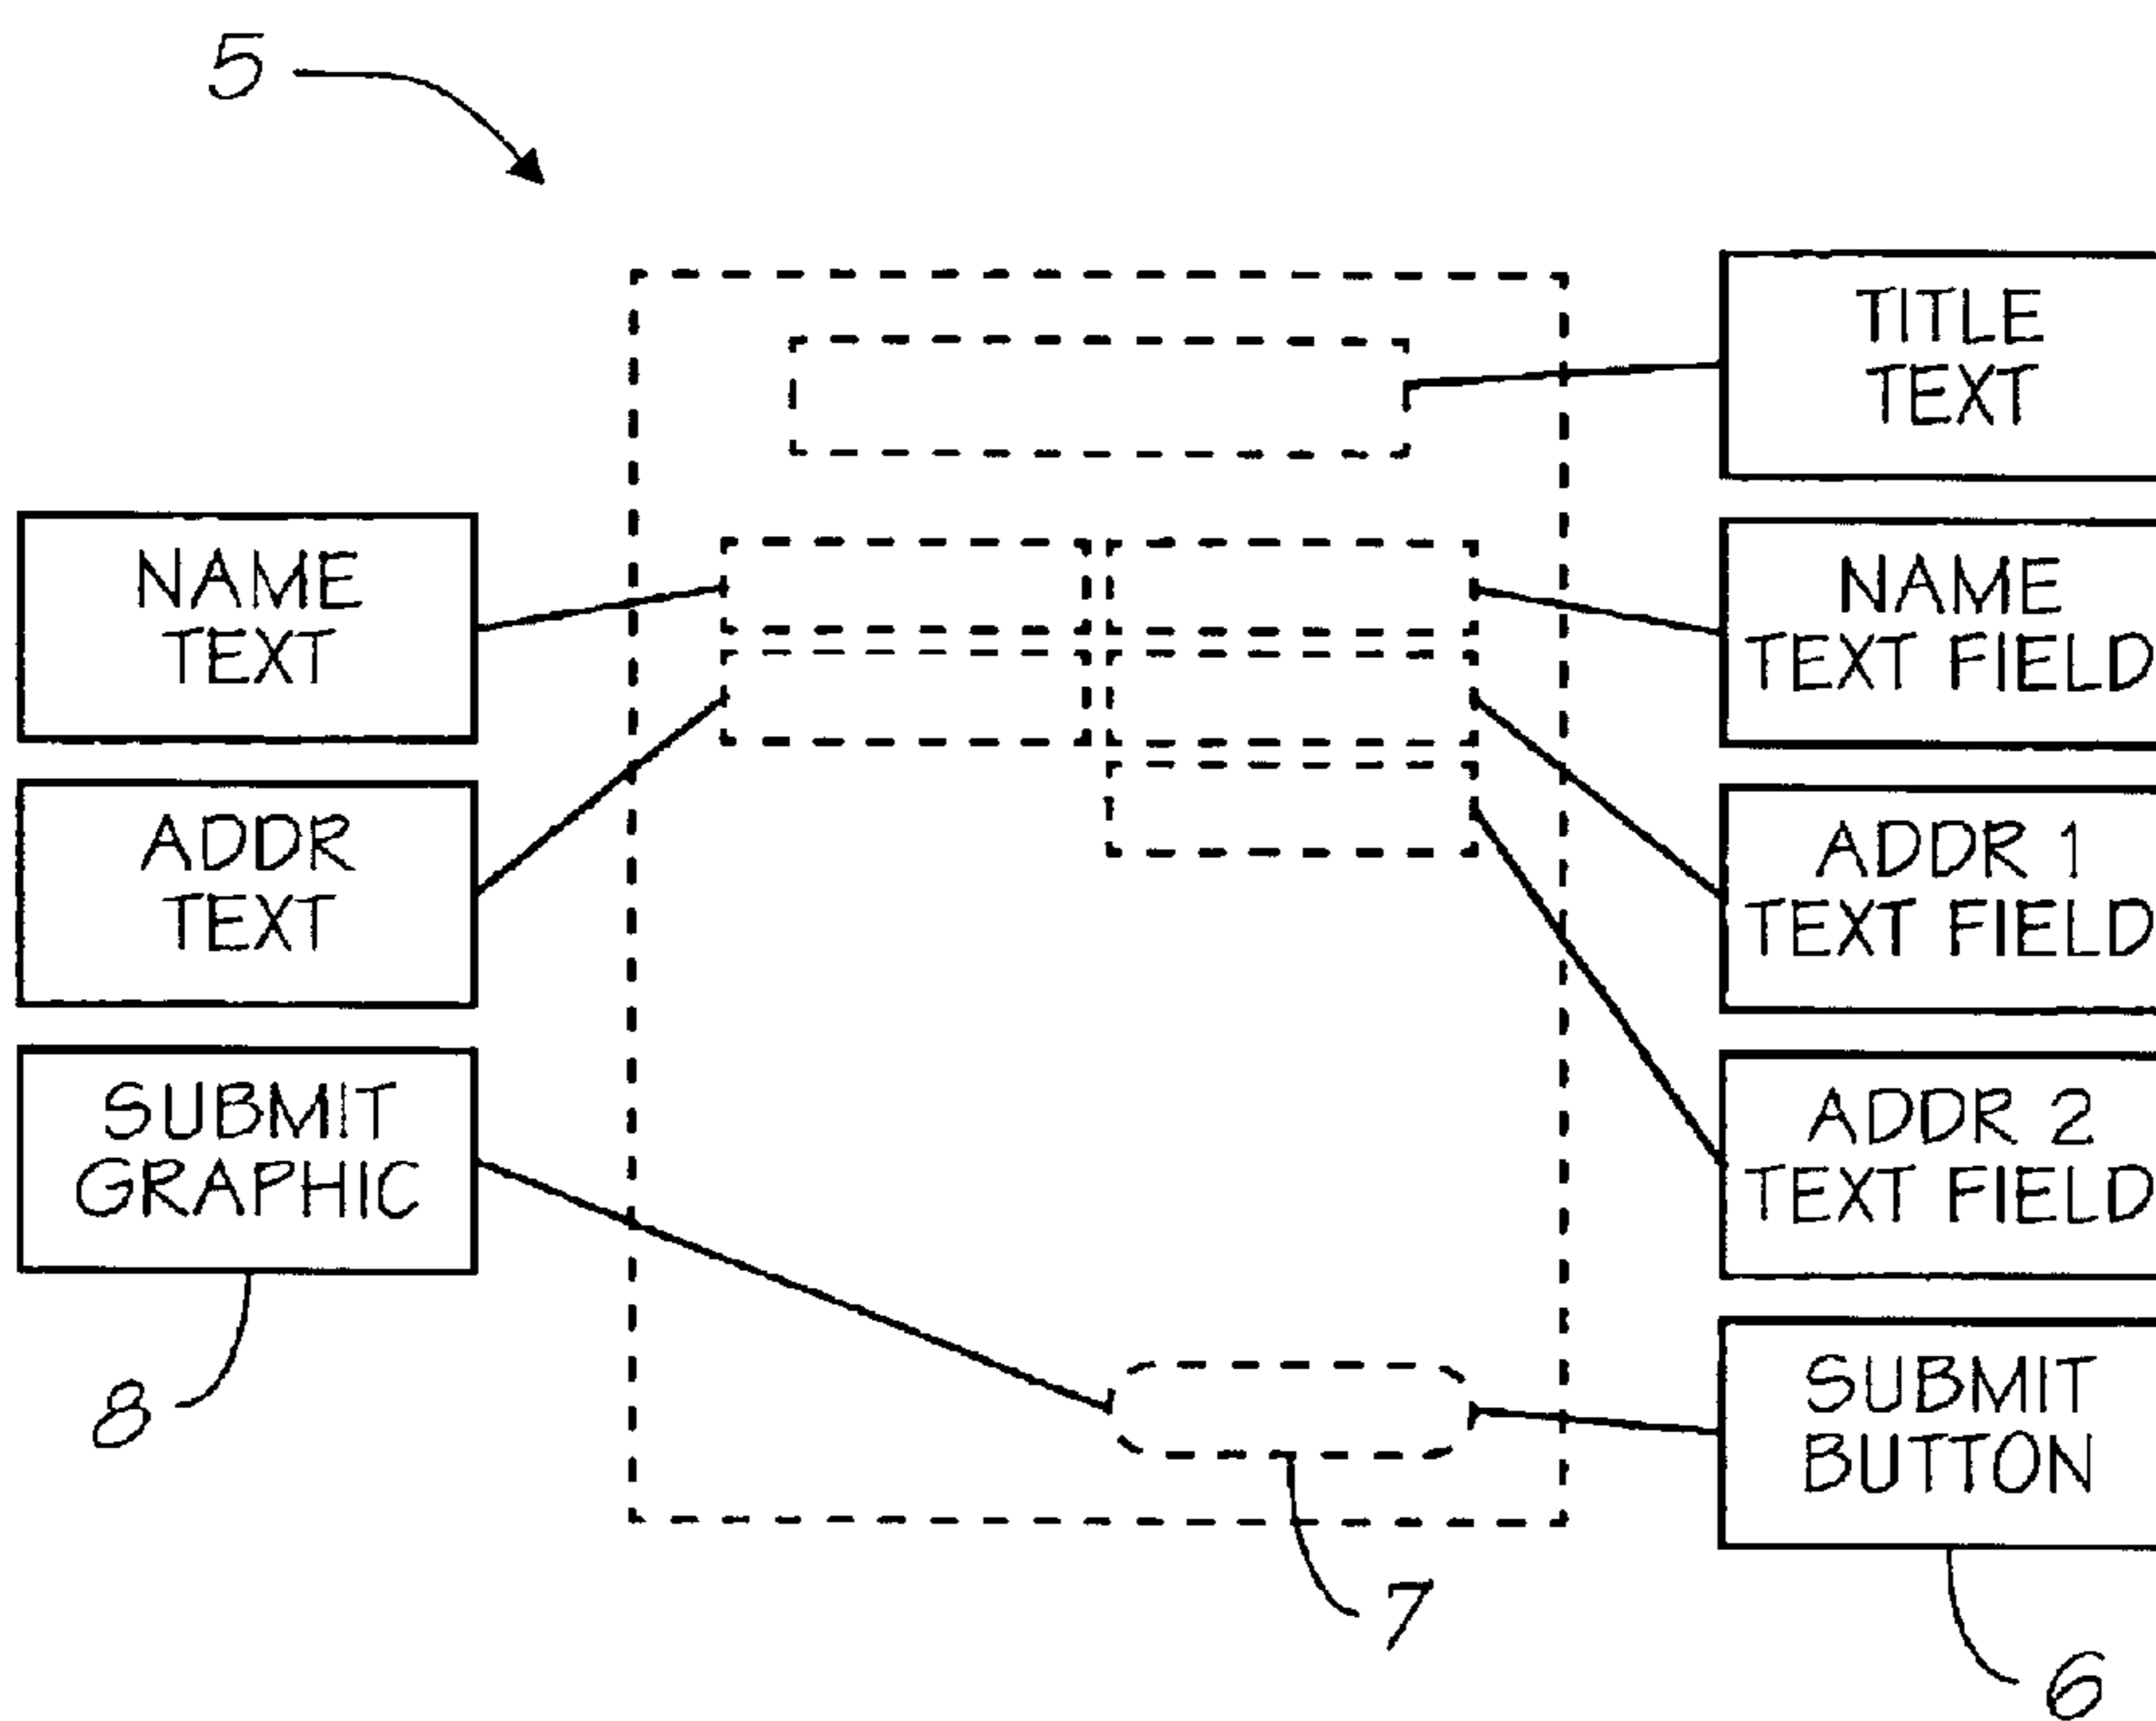 5
TITLE
TEXT
NAME
TEXT
NAME
TEXT FIELD
ADDR
TEXT
ADDR 1
TEXT FIELD
SUBMIT
GRAPHIC
ADDR 2
TEXT FIELD
8
SUBMIT
BUTTON
7
6